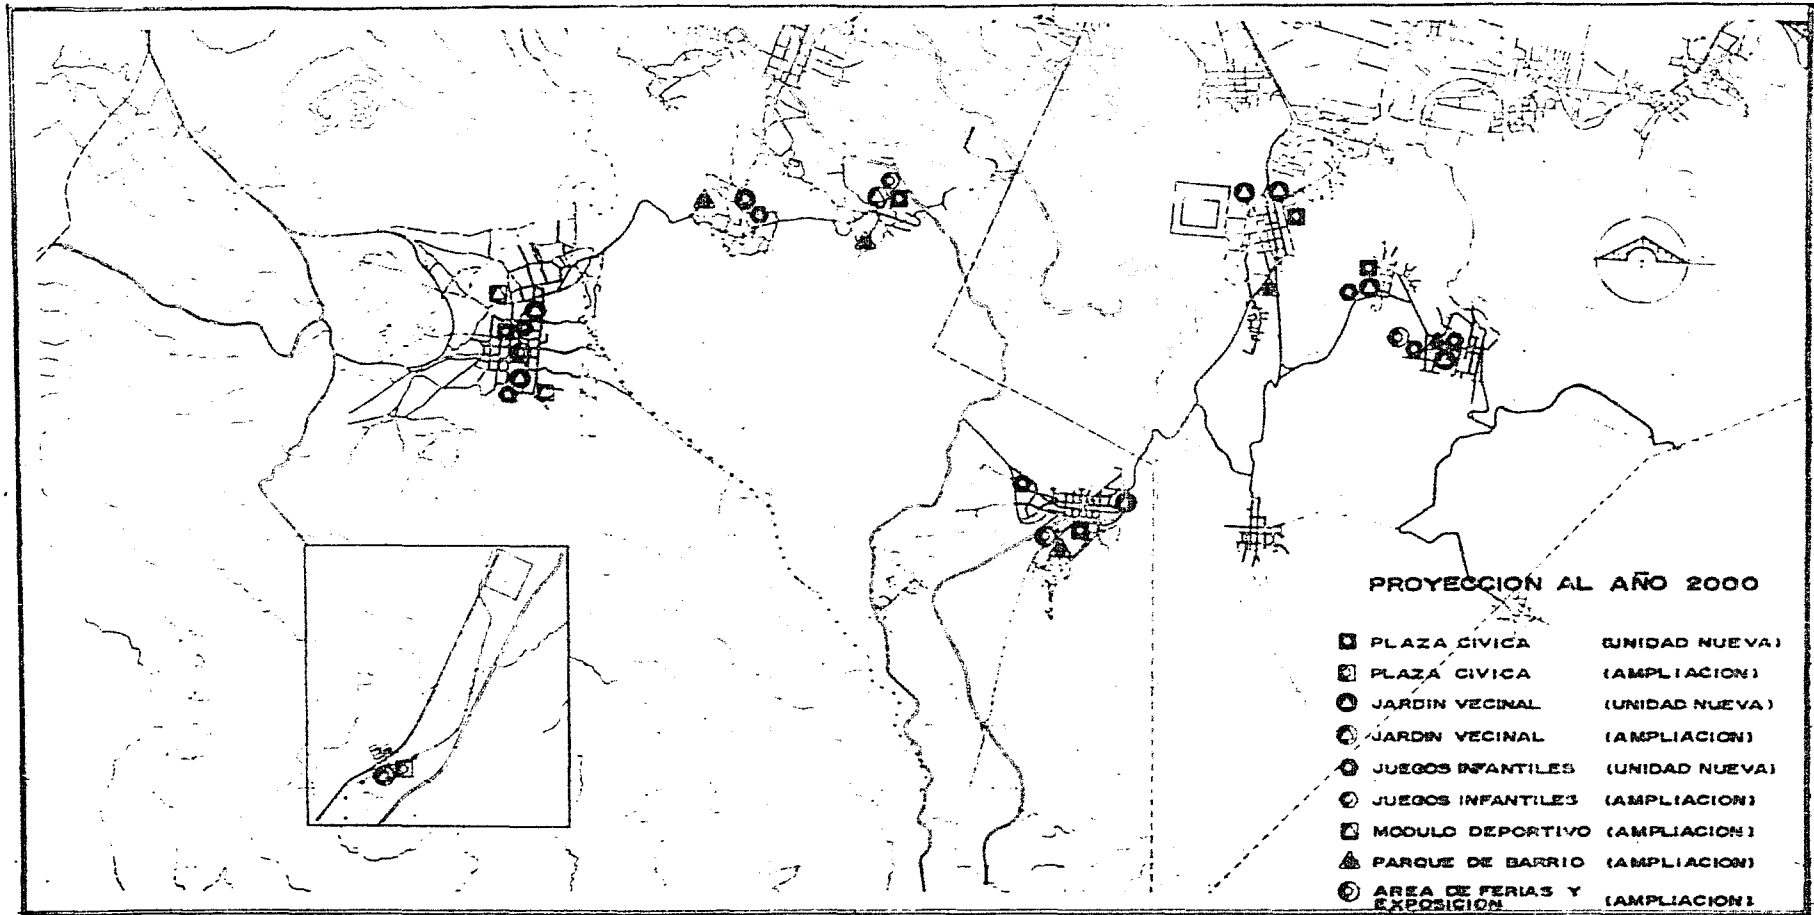 PROYECCION AL AÑO 2000
PLAZA CIVICA (UNIDAD NUEVA)
PLAZA CIVICA (AMPLIACION)
JARDIN VECINAL (UNIDAD NUEVA)
JARDIN VECINAL (AMPLIACION)
JUEGOS INFANTILES (UNIDAD NUEVA)
JUEGOS INFANTILES (AMPLIACION)
MODULO DEPORTIVO (AMPLIACION)
PARQUE DE BARRIO (AMPLIACION)
AREA DE FERIAS Y
EXPOSICION (AMPLIACION)